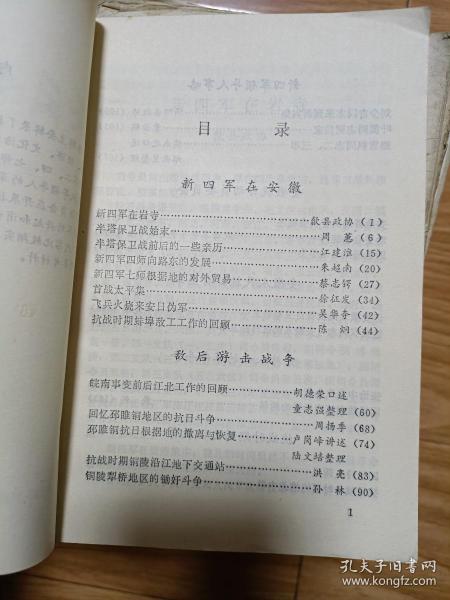 目 录
新四军在安徽
新四军在岩寺……………………歙县政协（1）
半塔保卫战始末……………………周 蕙（6）
半塔保卫战前后的一些亲历……………………江建淮（15）
新四军四师向路东的发展……………………朱超南（20）
新四军七师根据地的对外贸易……………………蔡志锷（27）
首战太平集……………………徐征发（34）
飞兵火烧来安日伪军……………………吴华夺（42）
抗战时期蚌埠敌工工作的回顾……………………陈 炯（44）
敌后游击战争
皖南事变前后江北工作的回顾……………………胡德荣口述
童志强整理（60）
回忆邳睢铜地区的抗日斗争……………………周扬季（68）
邳睢铜抗日根据地的撤离与恢复……………………卢岗峰讲述（74）
陆文培整理
抗战时期铜陵沿江地下交通站……………………洪 亮（83）
铜陵犁桥地区的锄奸斗争……………………孙 林（90）
1
孔夫子旧书网
www.kongfz.com